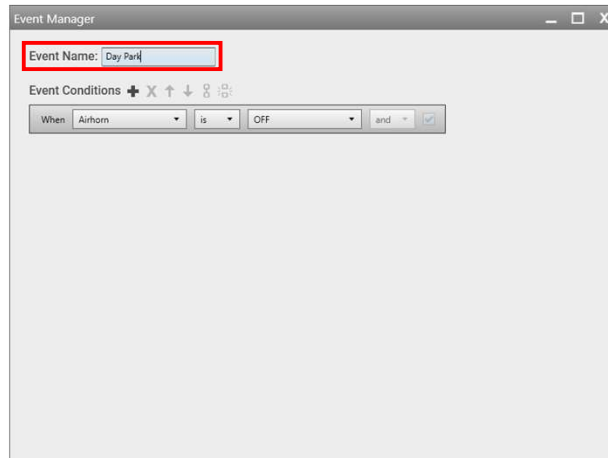 Event Manager
Event Name: Day Park
Event Conditions
When Airhorn is OFF and